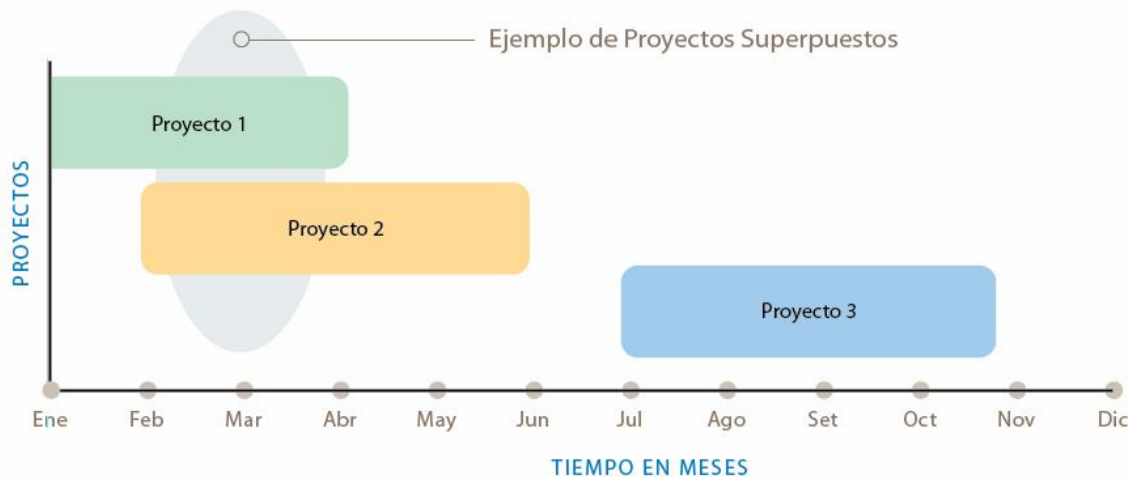 Ejemplo de Proyectos Superpuestos
Proyecto 1
Proyecto 2
Proyecto 3
PROYECTOS
Ene Feb Mar Abr May Jun Jul Ago Set Oct Nov Dic
TIEMPO EN MESES